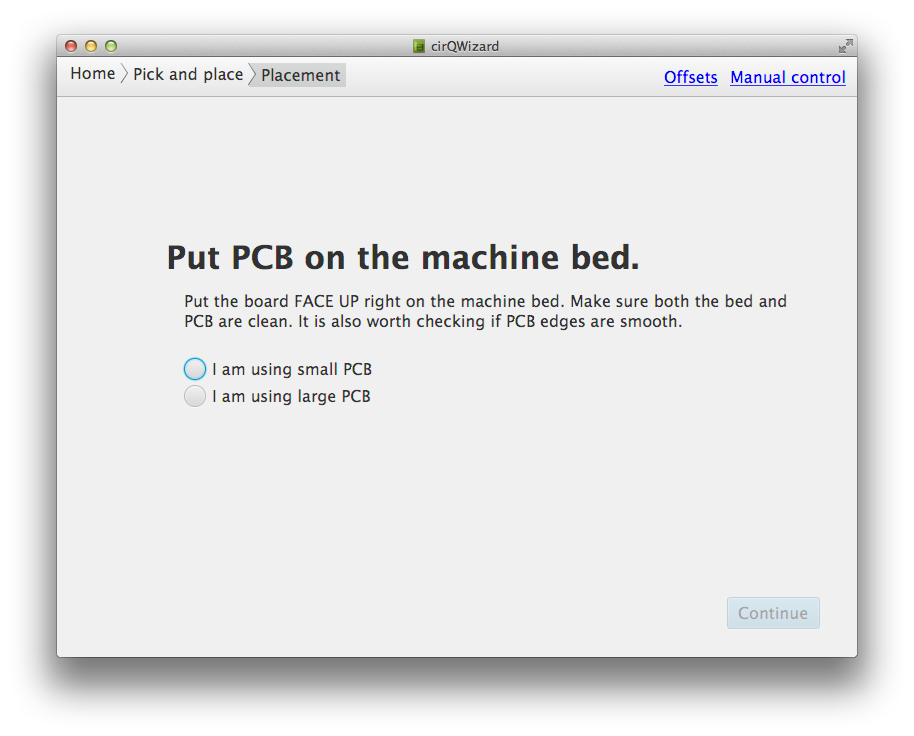 cirQWizard
Home Pick and place Placement Offsets Manual control
Put PCB on the machine bed.
Put the board FACE UP right on the machine bed. Make sure both the bed and
PCB are clean. It is also worth checking if PCB edges are smooth.
I am using small PCB
I am using large PCB
Continue